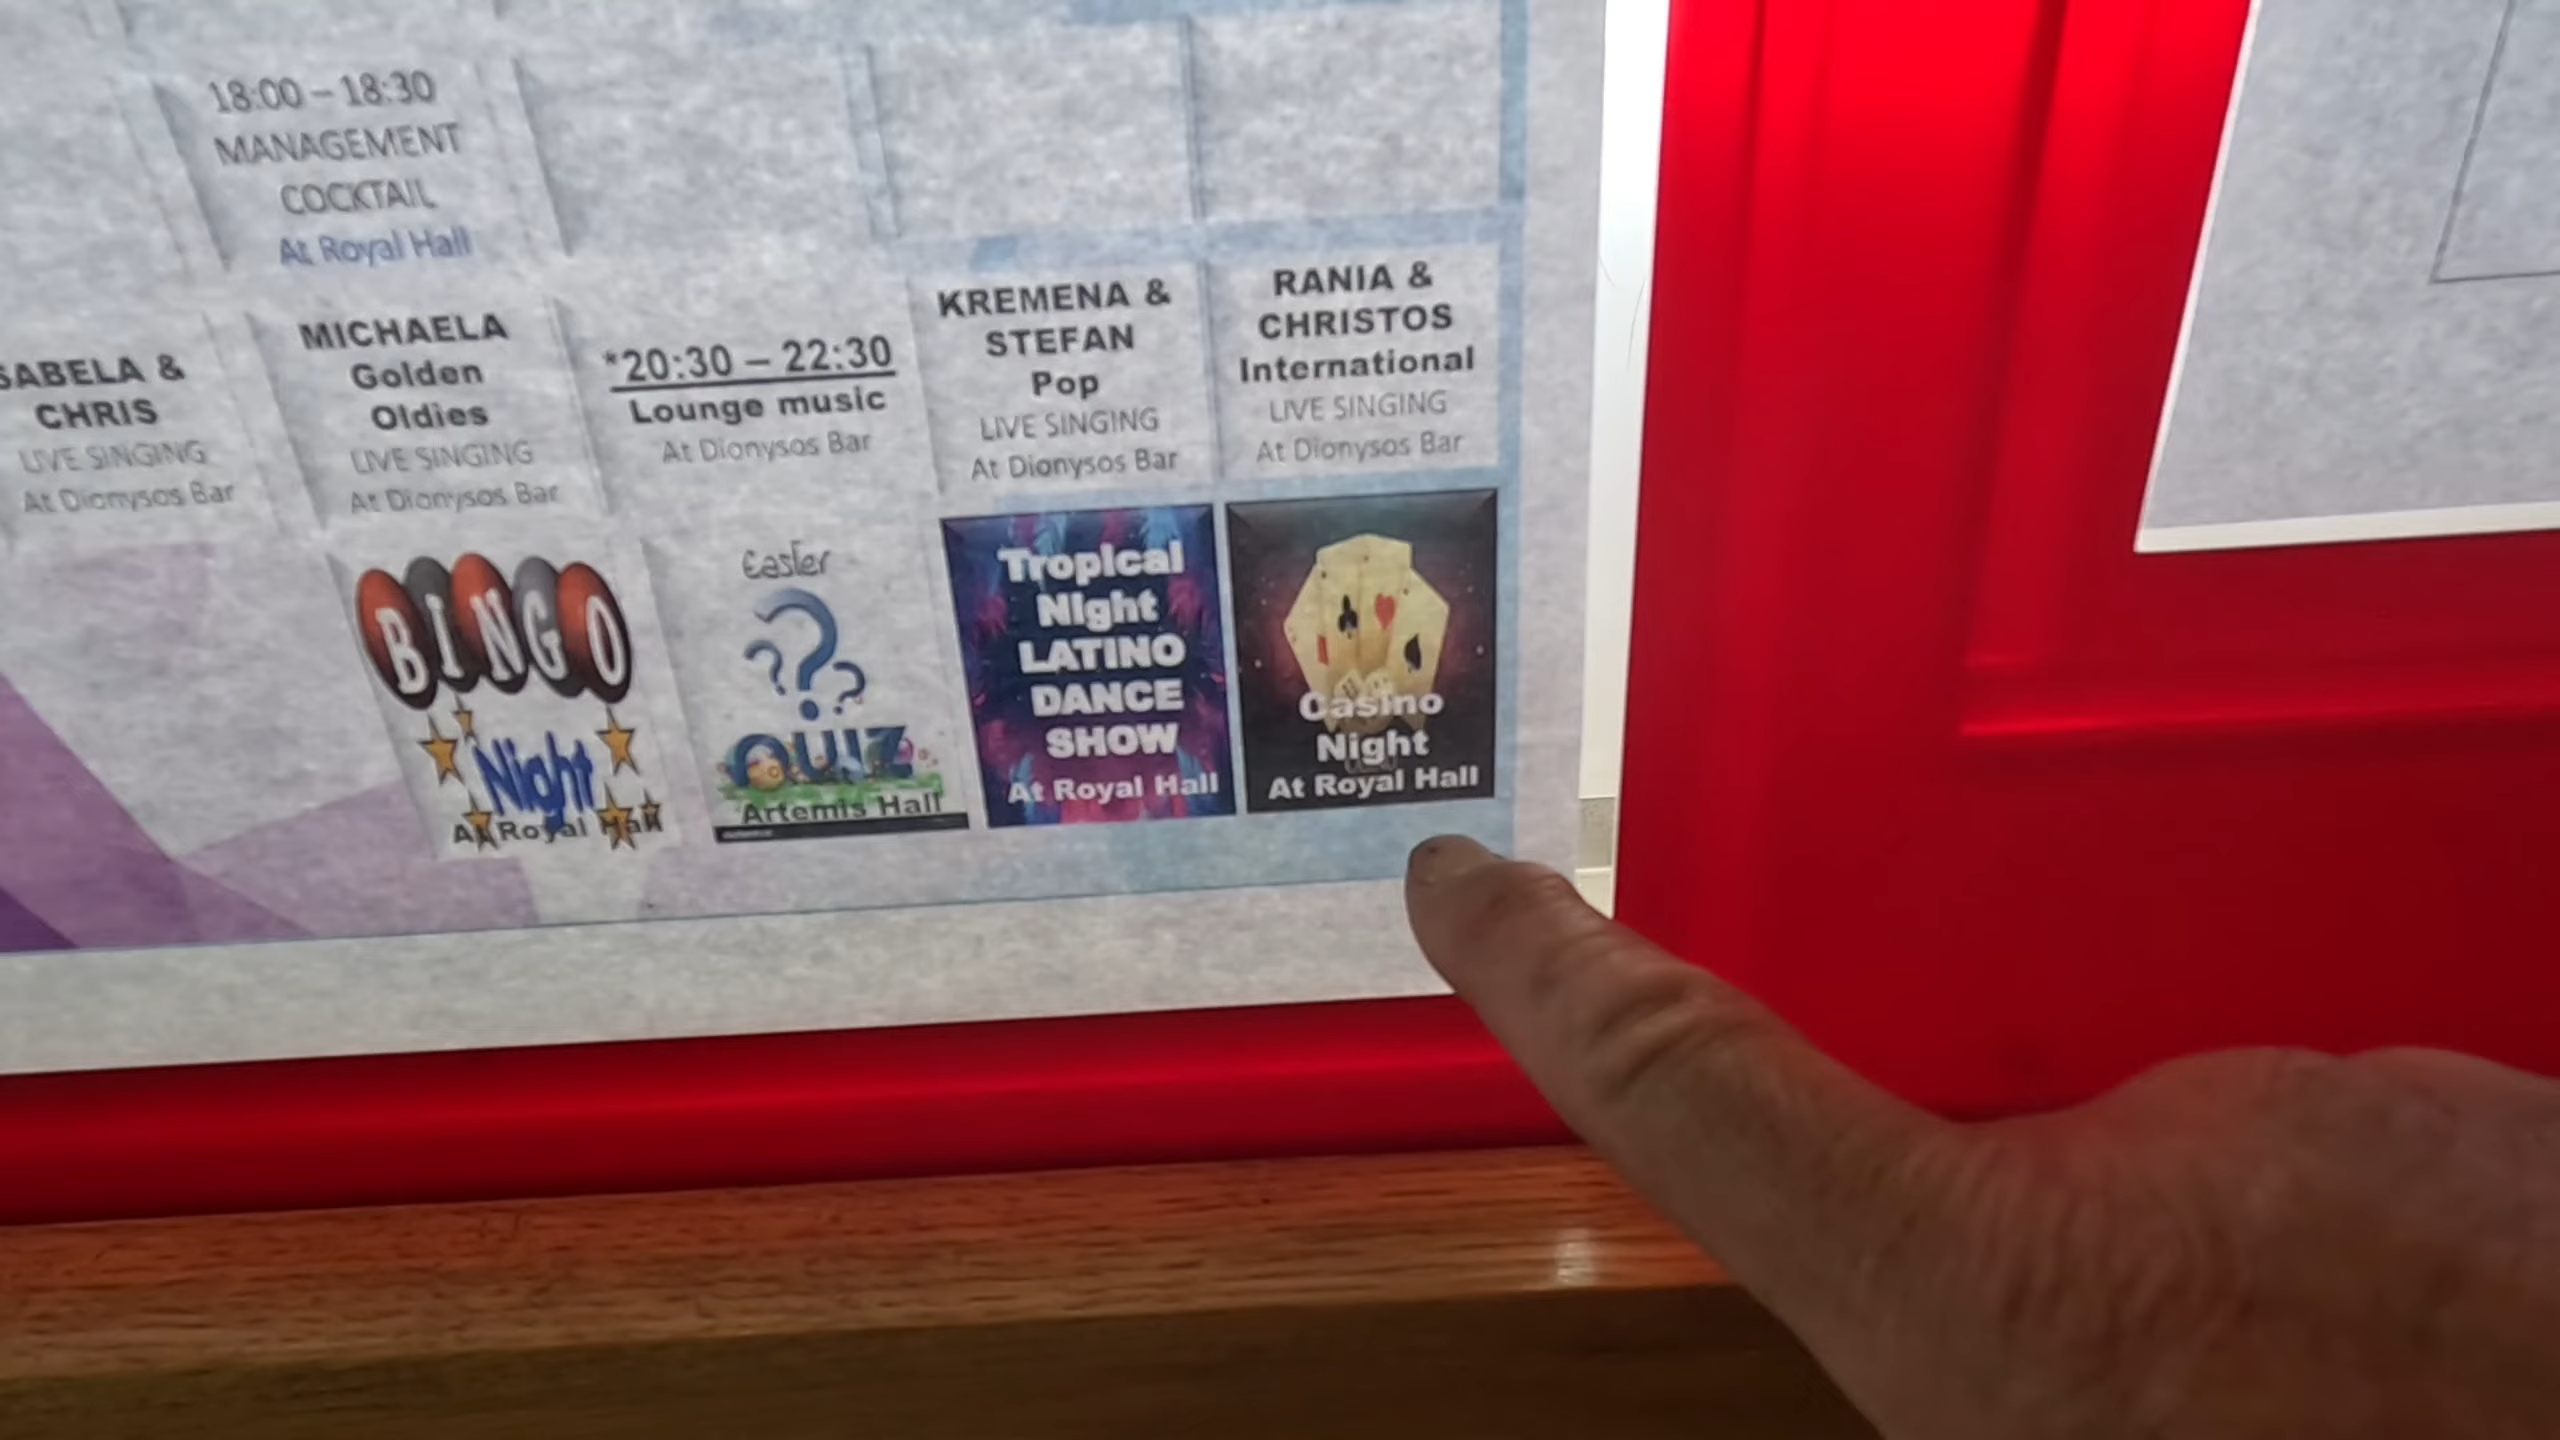 18:00 – 18:30
MANAGEMENT
COCKTAIL
At Royal Hall
CHRIS
LIVE SINGING
At Dionysos Bar
MICHAELA
Golden
Oldies
LIVE SINGING
At Dionysos Bar
*20:30 – 22:30
Lounge music
At Dionysos Bar
KREMENA &
STEFAN
Pop
LIVE SINGING
At Dionysos Bar
RANIA &
CHRISTOS
International
LIVE SINGING
At Dionysos Bar
BINGO
Night
At Royal Hall
Easter
QUIZ
Artemis Hall
Tropical
Night
LATINO
DANCE
SHOW
At Royal Hall
Casino
Night
At Royal Hall